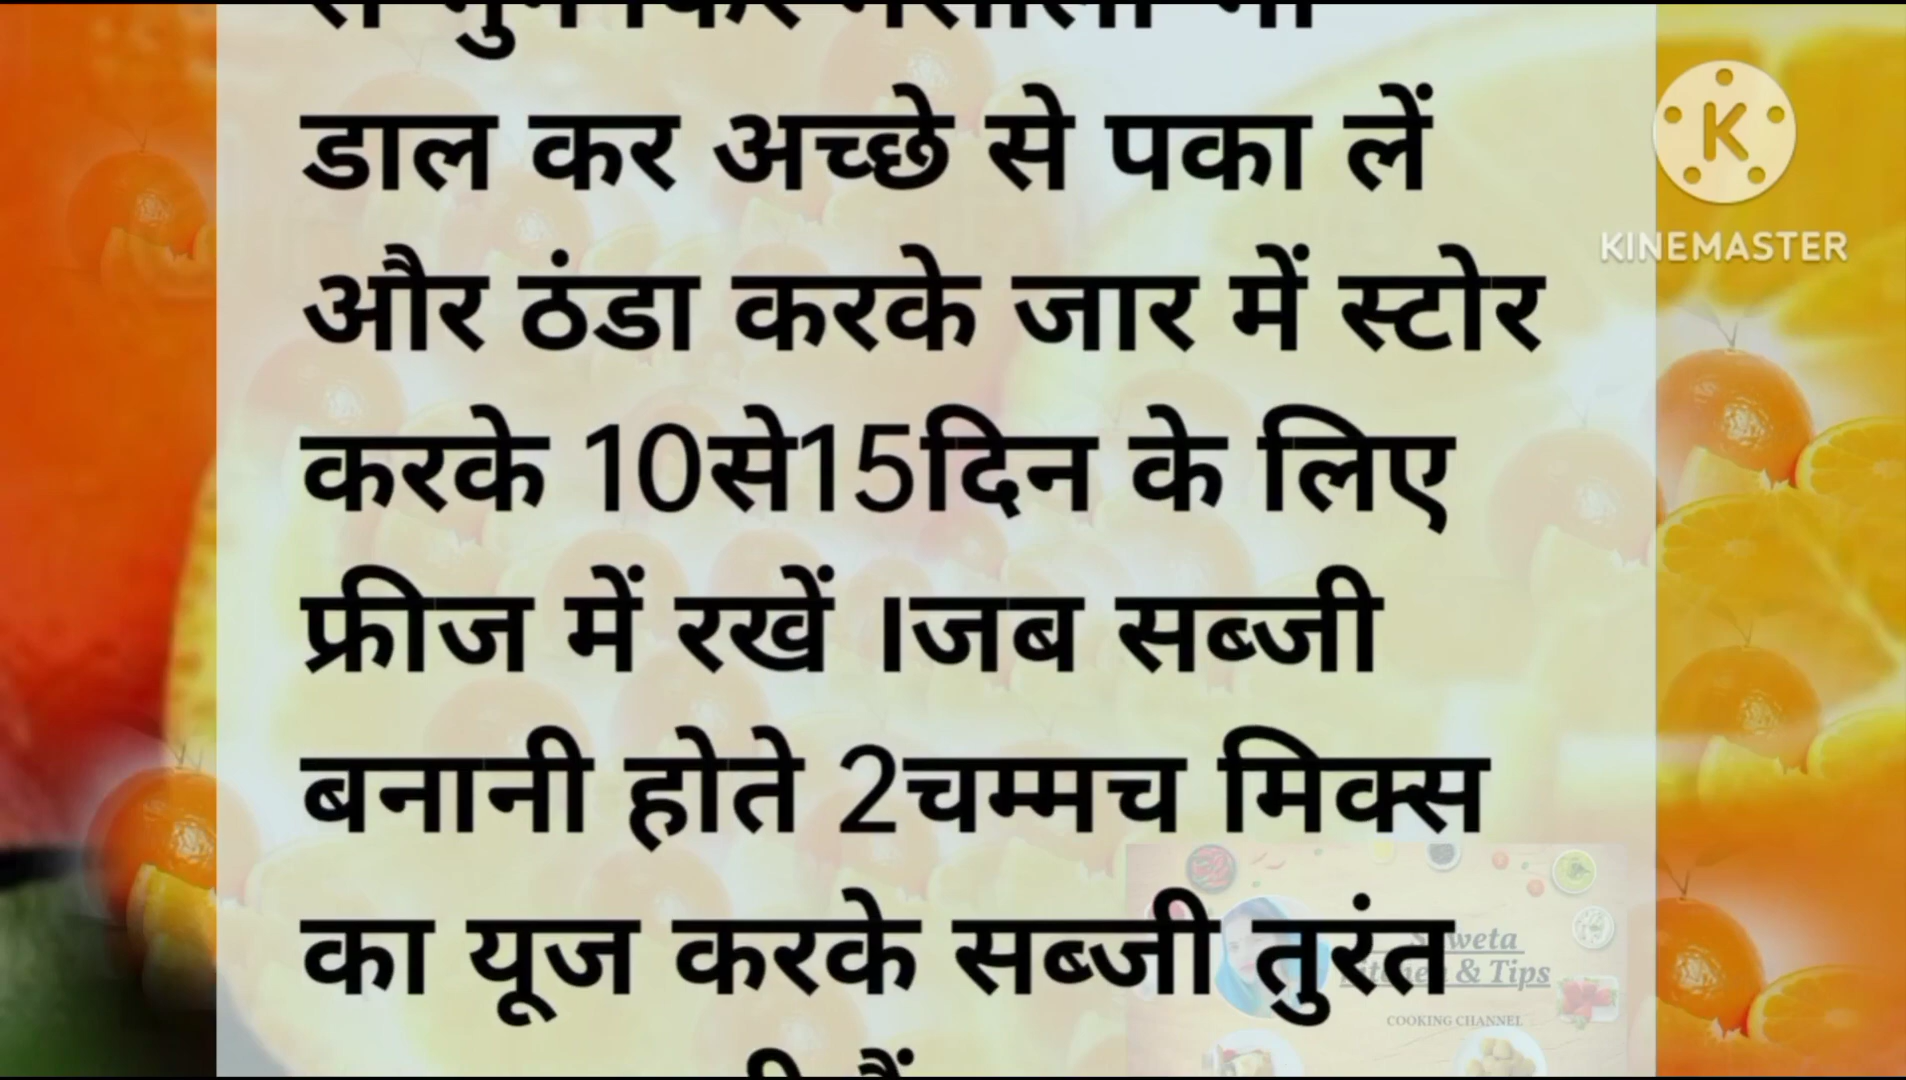 डाल कर अच्छे से पका लें
और ठंडा करके जार में स्टोर
करके 10से15दिन के लिए
फ्रीज में रखें ।जब सब्जी
बनानी होते 2चम्मच मिक्स
का यूज करके सब्जी तुरंत
K
KINEMASTER
& Tips
COOKING CHANNEL